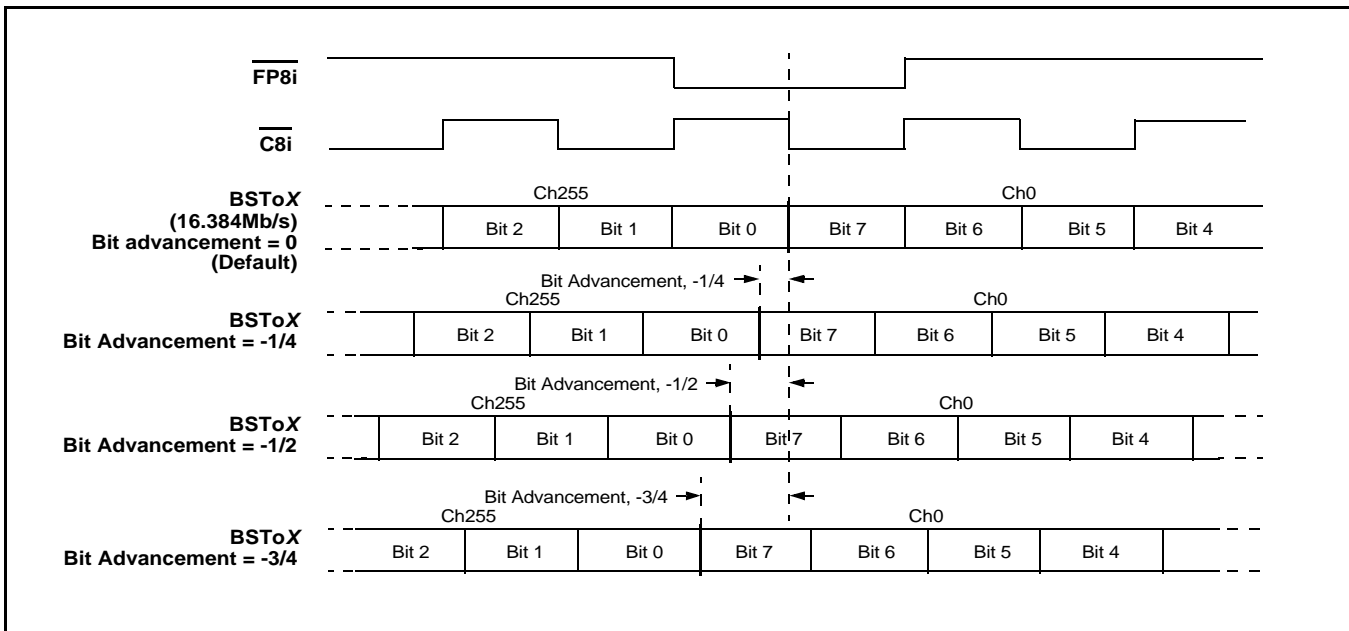 FP8i
C8i
BSToX
(16.384Mb/s)
Bit advancement = 0
(Default)
Ch255 Ch0
Bit 2 Bit 1 Bit 0 Bit 7 Bit 6 Bit 5 Bit 4
Bit Advancement, -1/4
BSToX
Bit Advancement = -1/4
Ch255 Ch0
Bit 2 Bit 1 Bit 0 Bit 7 Bit 6 Bit 5 Bit 4
Bit Advancement, -1/2
BSToX
Bit Advancement = -1/2
Ch255 Ch0
Bit 2 Bit 1 Bit 0 Bit 7 Bit 6 Bit 5 Bit 4
Bit Advancement, -3/4
BSToX
Bit Advancement = -3/4
Ch255 Ch0
Bit 2 Bit 1 Bit 0 Bit 7 Bit 6 Bit 5 Bit 4